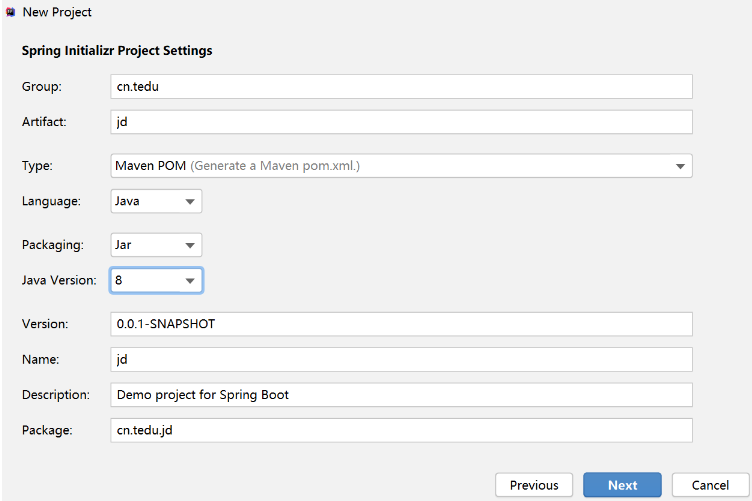 New Project
Spring Initializr Project Settings
Group: cn.tedu
Artifact: jd
Type: Maven POM (Generate a Maven pom.xml.)
Language: Java
Packaging: Jar
Java Version: 8
Version: 0.0.1-SNAPSHOT
Name: jd
Description: Demo project for Spring Boot
Package: cn.tedu.jd
Previous Next Cancel